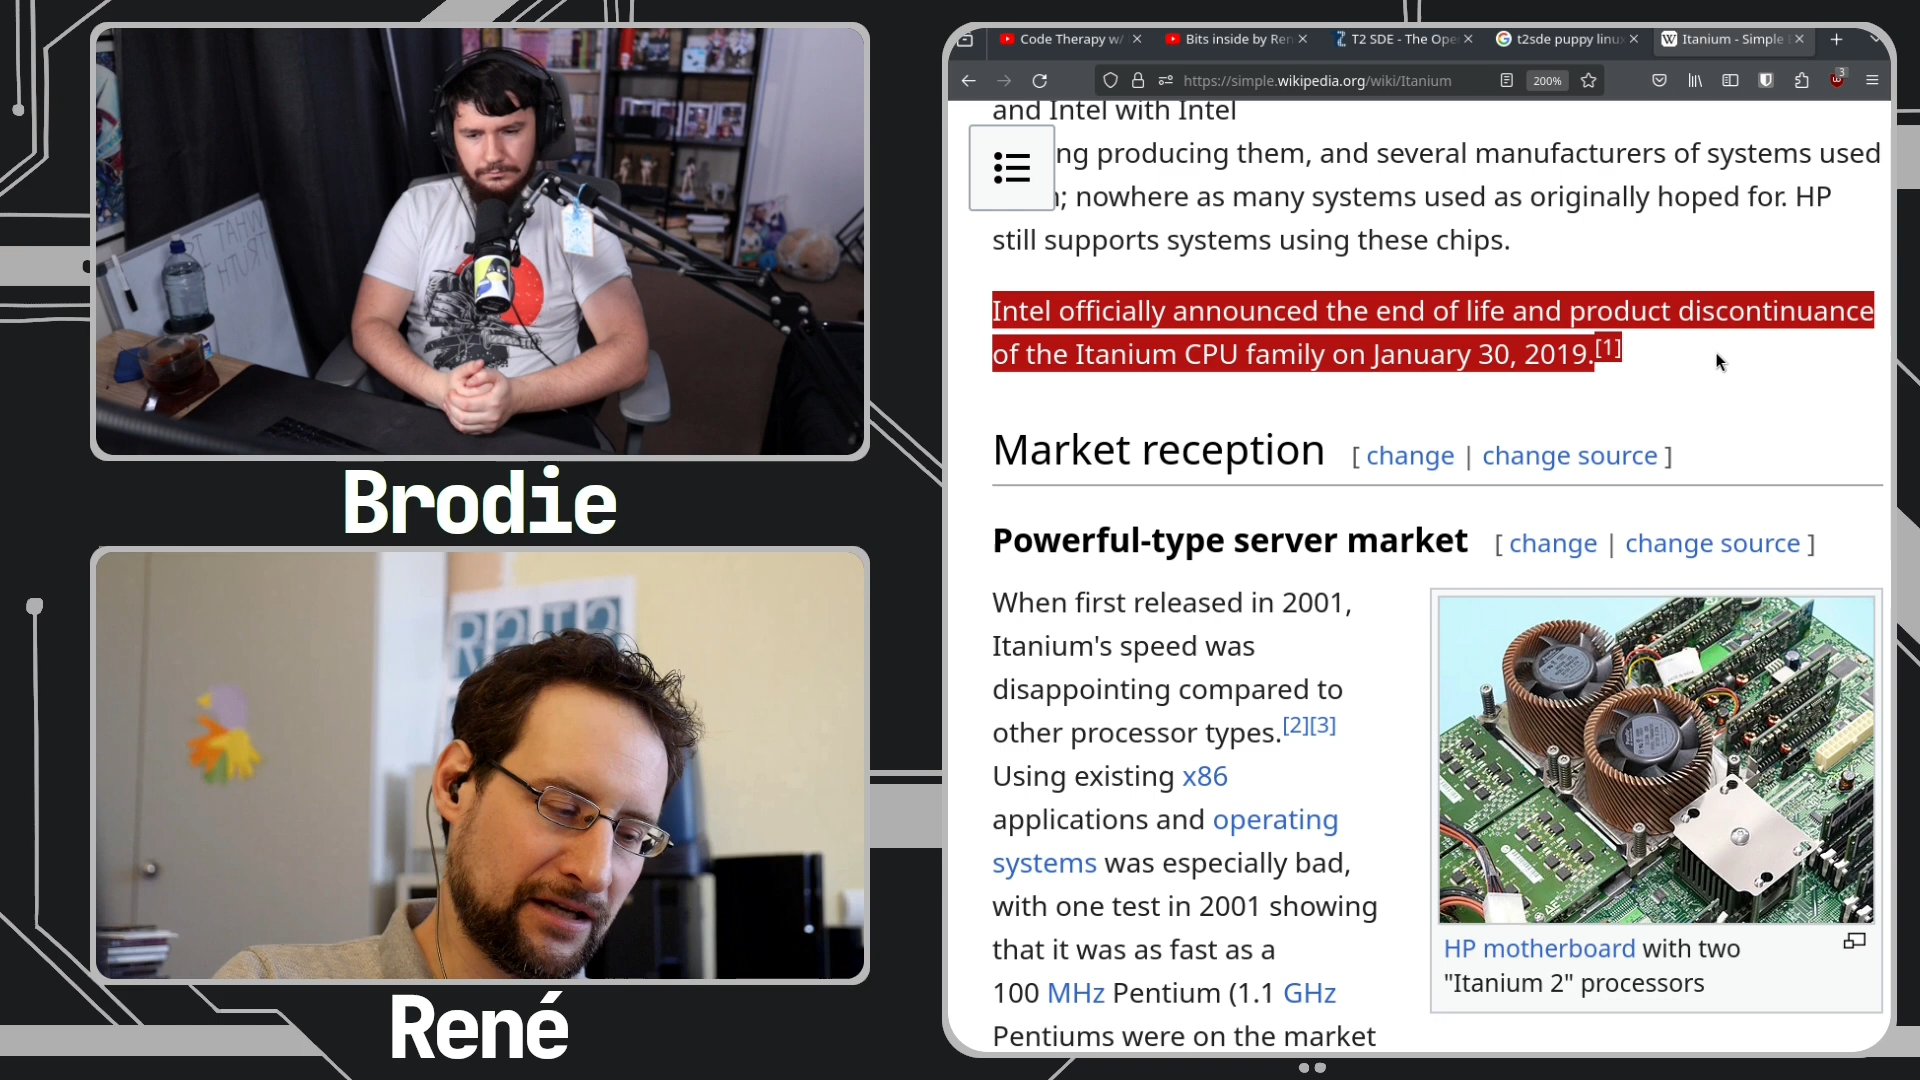 Code Therapy w/
Bits inside by Ren
T2 SDE - The Ope
t2sde puppy linu
Itanium - Simple
https://simple.wikipedia.org/wiki/Itanium
200%
3
and Intel with Intel
ng producing them, and several manufacturers of systems used
; nowhere as many systems used as originally hoped for. HP
still supports systems using these chips.
Intel officially announced the end of life and product discontinuance
of the Itanium CPU family on January 30, 2019.[1]
Market reception [ change | change source ]
Powerful-type server market [ change | change source ]
When first released in 2001,
Itanium's speed was
disappointing compared to
other processor types.[2][3]
Using existing x86
applications and operating
systems was especially bad,
with one test in 2001 showing
that it was as fast as a
100 MHz Pentium (1.1 GHz
Pentiums were on the market
HP motherboard with two
"Itanium 2" processors
Brodie
René